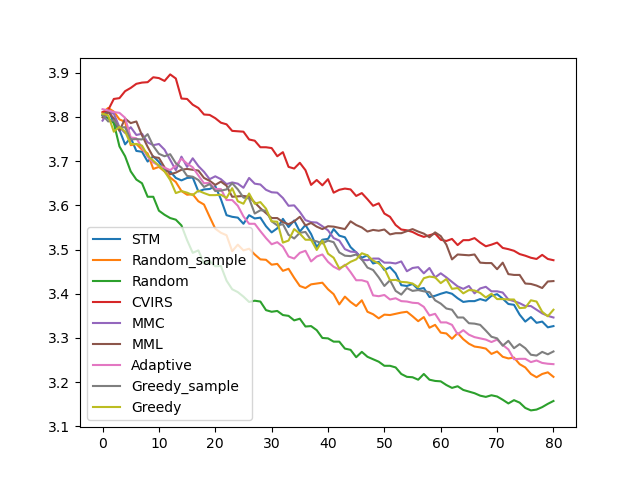 3.9
3.8
3.7
3.6
3.5
3.4
3.3
3.2
3.1
STM
Random_sample
Random
CVIRS
MMC
MML
Adaptive
Greedy_sample
Greedy
0 10 20 30 40 50 60 70 80